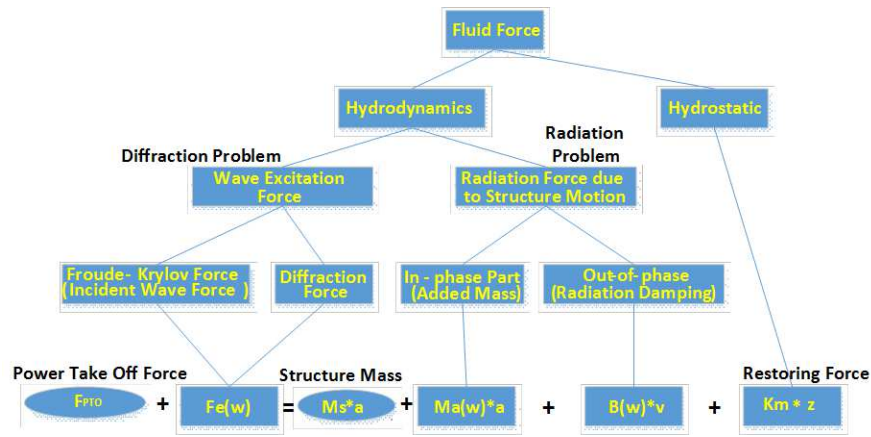 Fluid Force
Hydrodynamics
Hydrostatic
Diffraction Problem
Radiation
Problem
Wave Excitation
Force
Radiation Force due
to Structure Motion
Froude- Krylov Force
(Incident Wave Force )
Diffraction
Force
In - phase Part
(Added Mass)
Out-of- phase
(Radiation Damping)
Power Take Off Force
Structure Mass
Restoring Force
FPTO + Fe(w) = Ms*a + Ma(w)*a + B(w)*v + Km * z